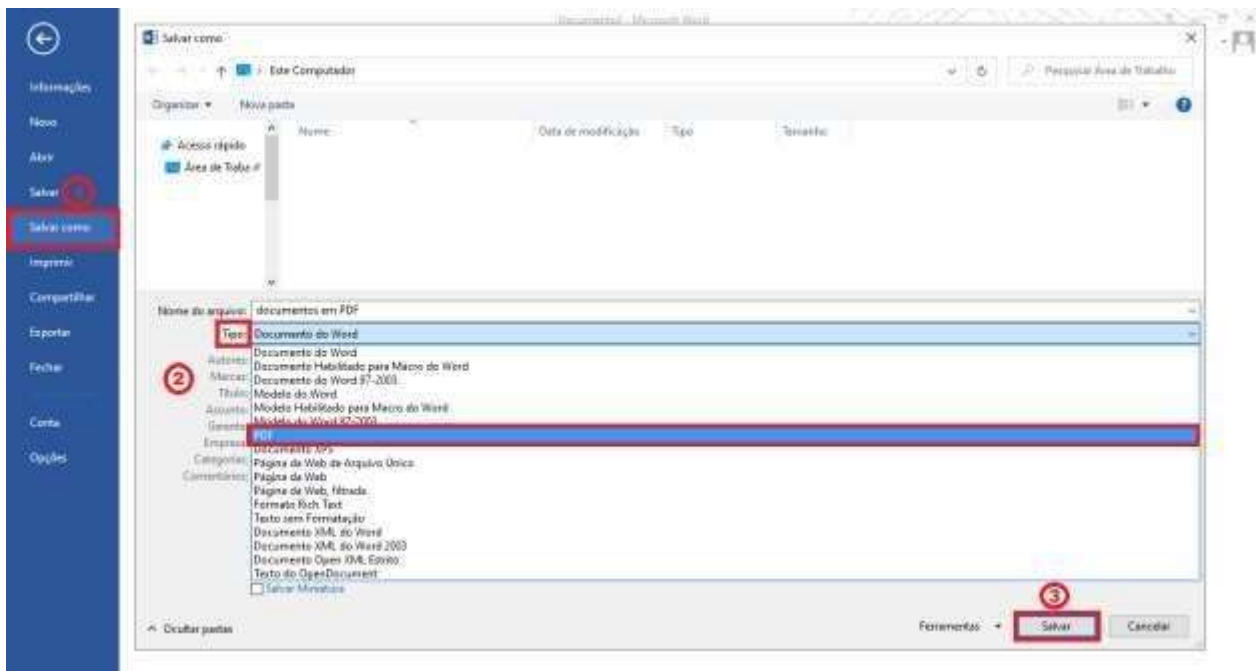 Documento1 - Microsoft Word
Salvar como
Este Computador
Pesquisar Área de Trabalho
Organizar
Nova pasta
Nome
Data de modificação
Tipo
Tamanho
Acesso rápido
Área de Traba
Informações
Novo
Abrir
Salvar
1
Salvar como
Imprimir
Compartilhar
Exportar
Fechar
Conta
Opções
Nome do arquivo: documentos em PDF
Tipo: Documento do Word
2
Autores:
Marcas:
Título:
Assunto:
Gerente:
Empresa:
Categorias:
Comentários:
Documento do Word
Documento Habilitado para Macro do Word
Documento do Word 97-2003
Modelo do Word
Modelo Habilitado para Macro do Word
Modelo do Word 97-2003
PDF
Documento XPS
Página da Web de Arquivo Único
Página da Web
Página da Web, filtrada
Formato Rich Text
Texto sem Formatação
Documento XML do Word
Documento XML do Word 2003
Documento Open XML Estrito
Texto do OpenDocument
Salvar Miniatura
3
Ocultar pastas
Ferramentas
Salvar
Cancelar